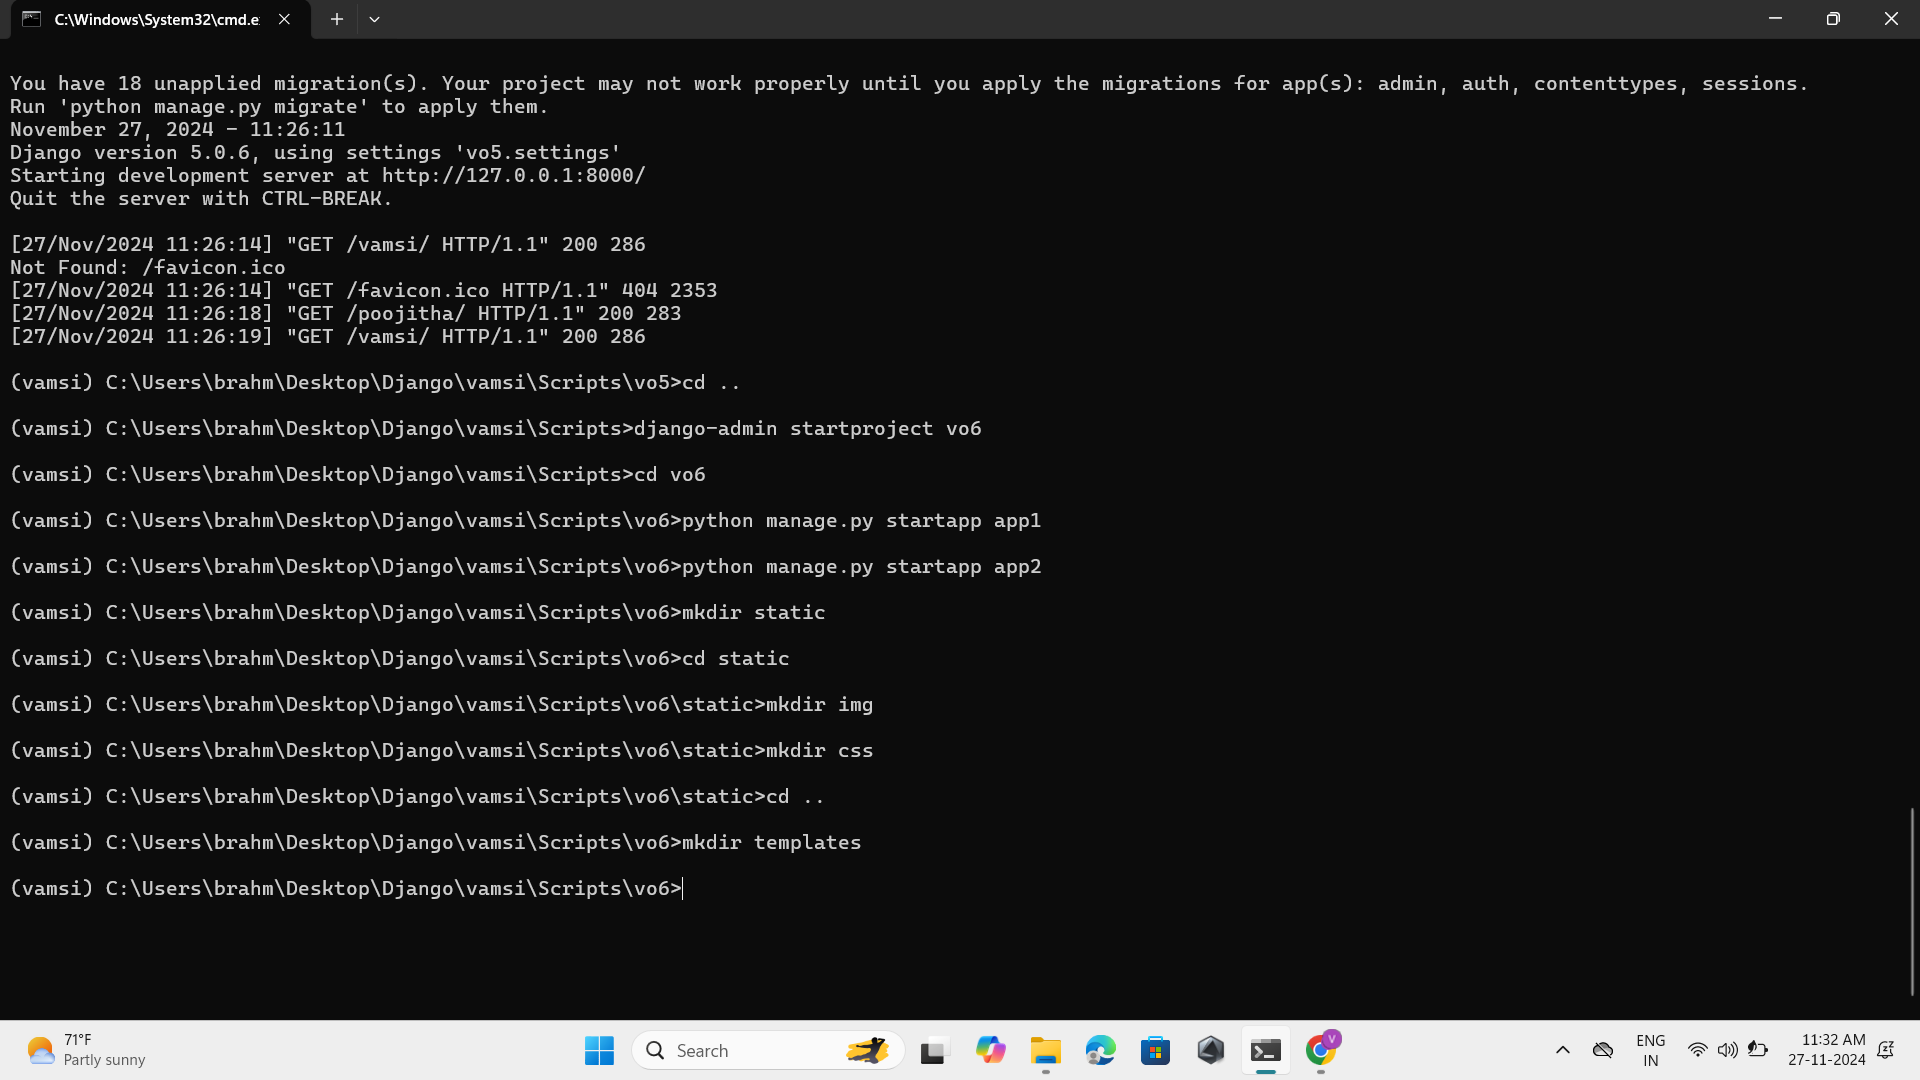 C:\Windows\System32\cmd.e
You have 18 unapplied migration(s). Your project may not work properly until you apply the migrations for app(s): admin, auth, contenttypes, sessions.
Run 'python manage.py migrate' to apply them.
November 27, 2024 - 11:26:11
Django version 5.0.6, using settings 'vo5.settings'
Starting development server at http://127.0.0.1:8000/
Quit the server with CTRL-BREAK.
[27/Nov/2024 11:26:14] "GET /vamsi/ HTTP/1.1" 200 286
Not Found: /favicon.ico
[27/Nov/2024 11:26:14] "GET /favicon.ico HTTP/1.1" 404 2353
[27/Nov/2024 11:26:18] "GET /poojitha/ HTTP/1.1" 200 283
[27/Nov/2024 11:26:19] "GET /vamsi/ HTTP/1.1" 200 286
(vamsi) C:\Users\brahm\Desktop\Django\vamsi\Scripts\vo5>cd ..
(vamsi) C:\Users\brahm\Desktop\Django\vamsi\Scripts>django-admin startproject vo6
(vamsi) C:\Users\brahm\Desktop\Django\vamsi\Scripts>cd vo6
(vamsi) C:\Users\brahm\Desktop\Django\vamsi\Scripts\vo6>python manage.py startapp app1
(vamsi) C:\Users\brahm\Desktop\Django\vamsi\Scripts\vo6>python manage.py startapp app2
(vamsi) C:\Users\brahm\Desktop\Django\vamsi\Scripts\vo6>mkdir static
(vamsi) C:\Users\brahm\Desktop\Django\vamsi\Scripts\vo6>cd static
(vamsi) C:\Users\brahm\Desktop\Django\vamsi\Scripts\vo6\static>mkdir img
(vamsi) C:\Users\brahm\Desktop\Django\vamsi\Scripts\vo6\static>mkdir css
(vamsi) C:\Users\brahm\Desktop\Django\vamsi\Scripts\vo6\static>cd ..
(vamsi) C:\Users\brahm\Desktop\Django\vamsi\Scripts\vo6>mkdir templates
(vamsi) C:\Users\brahm\Desktop\Django\vamsi\Scripts\vo6>
71°F
Partly sunny
Search
V
ENG
IN
11:32 AM
27-11-2024